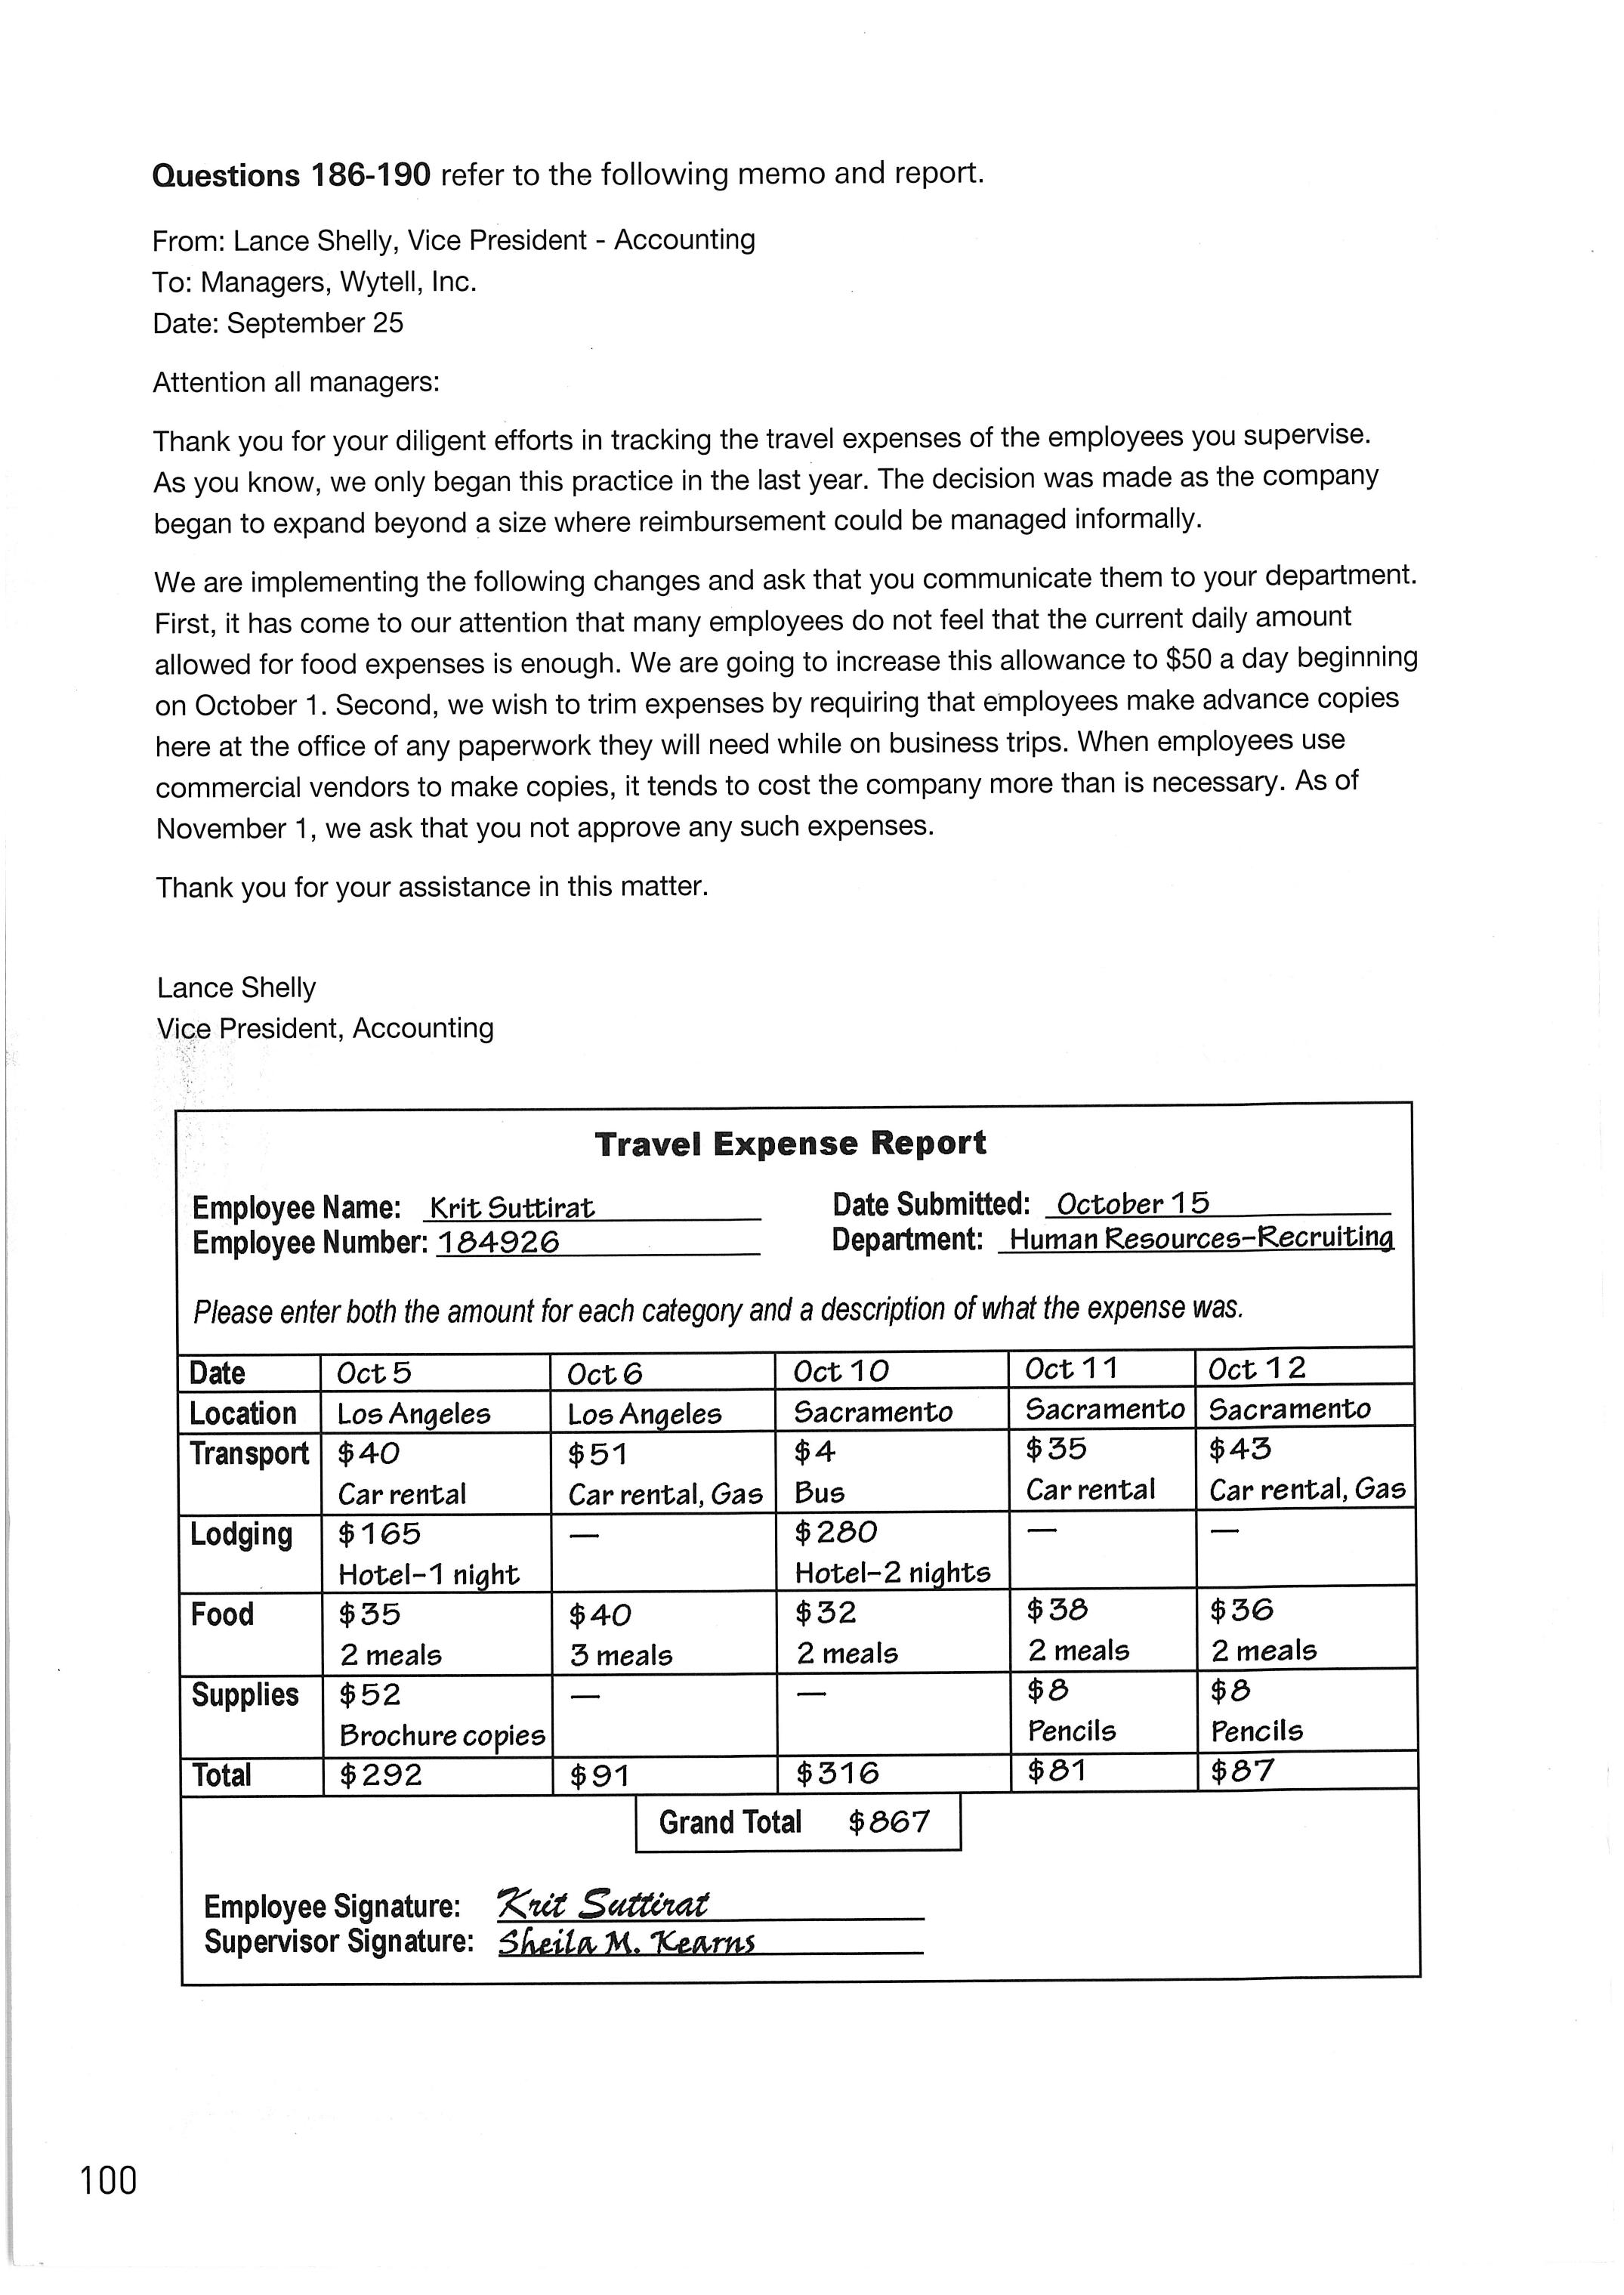 Questions 186-190 refer to the following memo and report.
From: Lance Shelly, Vice President - Accounting
To: Managers, Wytell, Inc.
Date: September 25
Attention all managers:
Thank you for your diligent efforts in tracking the travel expenses of the employees you supervise.
As you know, we only began this practice in the last year. The decision was made as the company
began to expand beyond a size where reimbursement could be managed informally.
We are implementing the following changes and ask that you communicate them to your department.
First, it has come to our attention that many employees do not feel that the current daily amount
allowed for food expenses is enough. We are going to increase this allowance to $50 a day beginning
on October 1. Second, we wish to trim expenses by requiring that employees make advance copies
here at the office of any paperwork they will need while on business trips. When employees use
commercial vendors to make copies, it tends to cost the company more than is necessary. As of
November 1, we ask that you not approve any such expenses.
Thank you for your assistance in this matter.
Lance Shelly
Vice President, Accounting
Travel Expense Report
Employee Name: Krit Suttirat Date Submitted: October 15
Employee Number: 184926 Department: Human Resources-Recruiting
Please enter both the amount for each category and a description of what the expense was.
Date Oct 5 Oct 6 Oct 10 Oct 11 Oct 12
Location Los Angeles Los Angeles Sacramento Sacramento Sacramento
Transport $40 $51 $4 $35 $43
Car rental Car rental, Gas Bus Car rental Car rental, Gas
Lodging $165 — $280 — —
Hotel-1 night Hotel-2 nights
Food $35 $40 $32 $38 $36
2 meals 3 meals 2 meals 2 meals 2 meals
Supplies $52 — — $8 $8
Brochure copies Pencils Pencils
Total $292 $91 $316 $81 $87
Grand Total $867
Employee Signature: Krit Suttirat
Supervisor Signature: Sheila M. Kearns
100